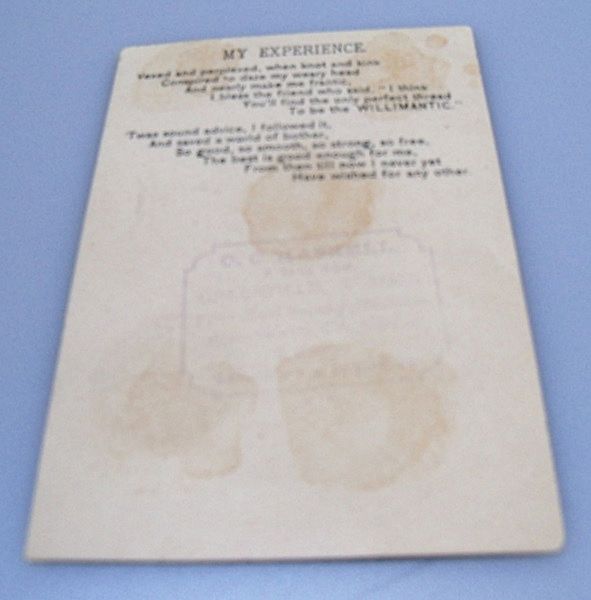 MY EXPERIENCE.
Vexed and perplexed, when knot and kink
Conspired to daze my weary head
And nearly make me frantic,
I bless the friend who said, "I think
You'll find the only perfect thread
To be the WILLIMANTIC."
'Twas sound advice, I followed it,
And saved a world of bother,
So good, so smooth, so strong, so free,
The best is good enough for me,
From then till now I never yet
Have wished for any other.